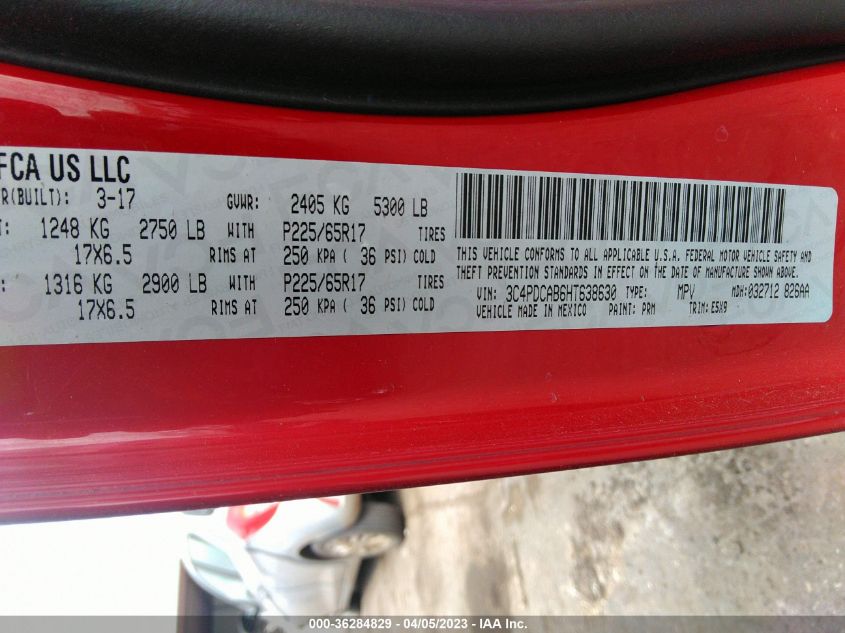 FCA US LLC
R(BUILT): 3-17 GVWR: 2405 KG 5300 LB
T: 1248 KG 2750 LB WITH P225/65R17 TIRES
17X6.5 RIMS AT 250 KPA ( 36 PSI) COLD
: 1316 KG 2900 LB WITH P225/65R17 TIRES
17X6.5 RIMS AT 250 KPA ( 36 PSI) COLD
THIS VEHICLE CONFORMS TO ALL APPLICABLE U.S.A. FEDERAL MOTOR VEHICLE SAFETY AND
THEFT PREVENTION STANDARDS IN EFFECT ON THE DATE OF MANUFACTURE SHOWN ABOVE.
VIN: 3C4PDCAB6HT638630 TYPE: MPV MDH:032712 826AA
VEHICLE MADE IN MEXICO PAINT: PRM TRIM: E5X9
000-36284829 - 04/05/2023 - IAA Inc.